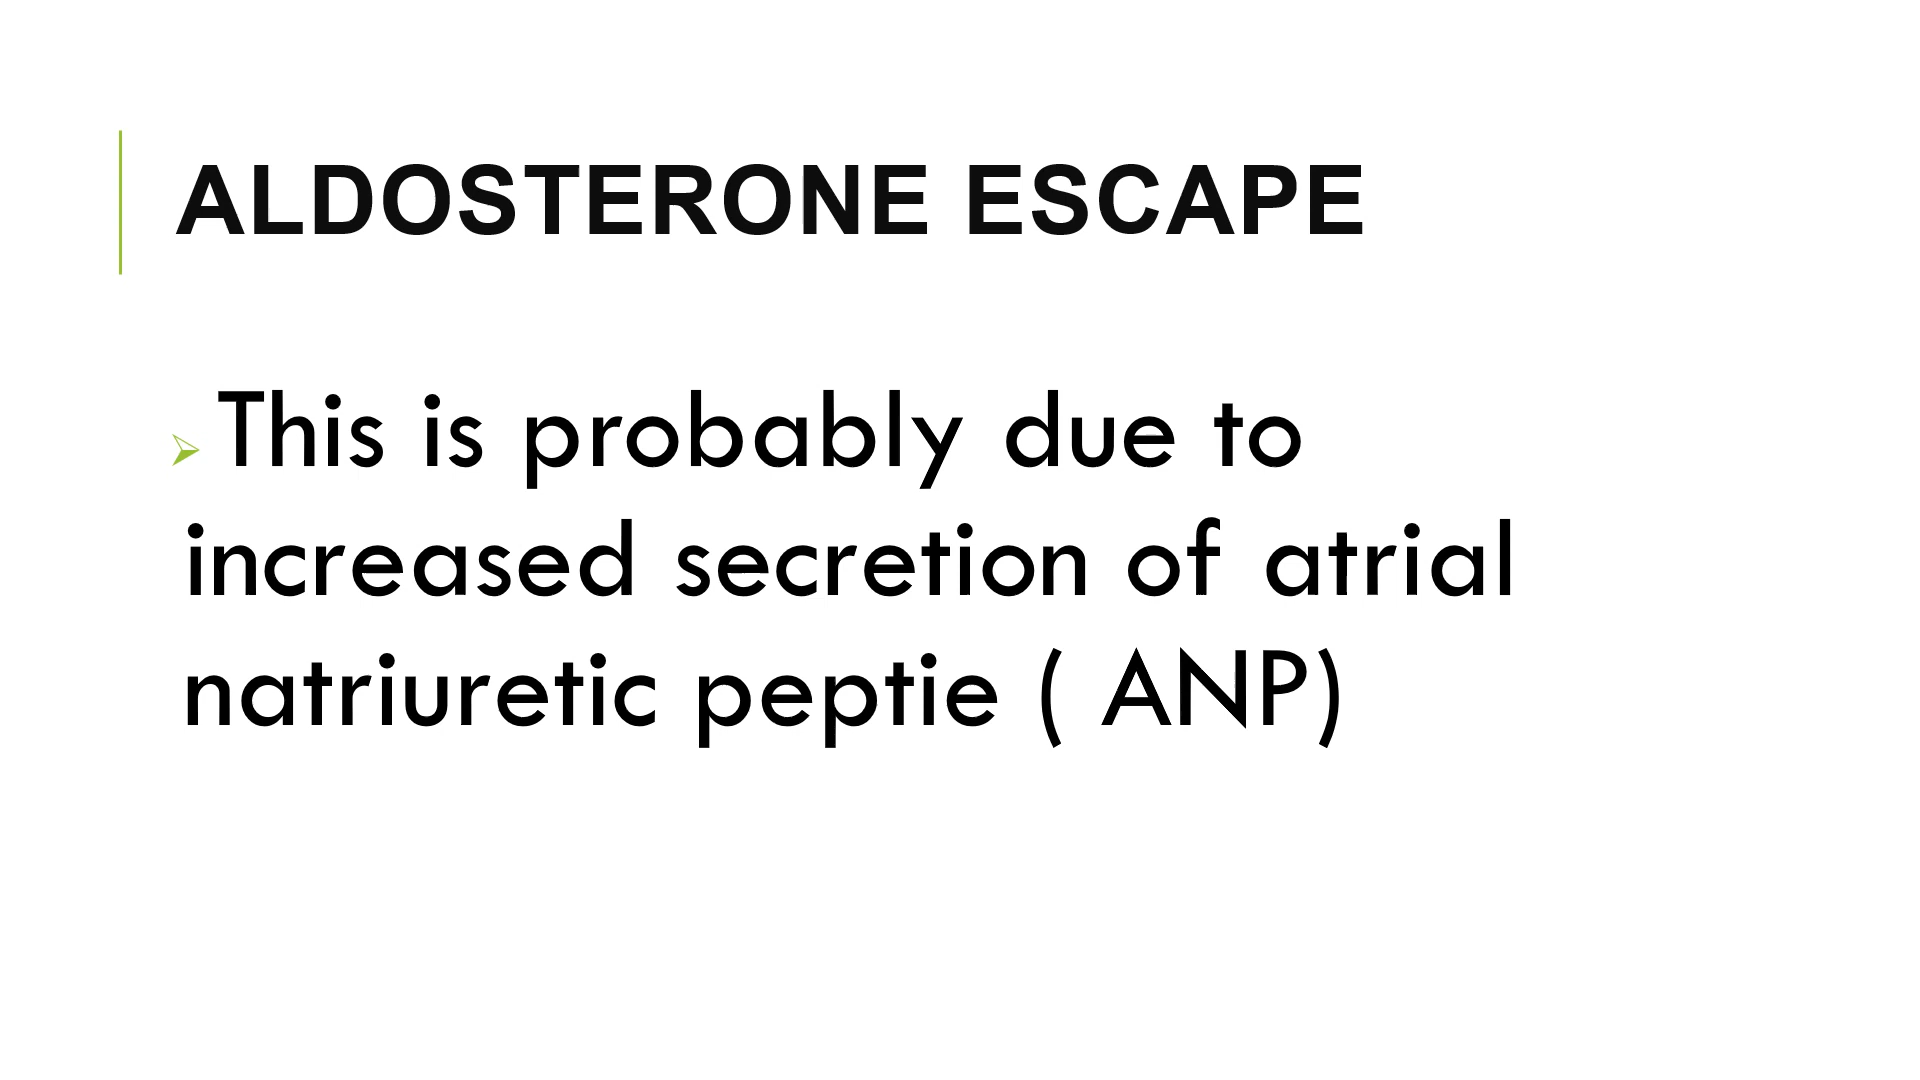 ALDOSTERONE ESCAPE
➢This is probably due to
increased secretion of atrial
natriuretic peptie ( ANP)